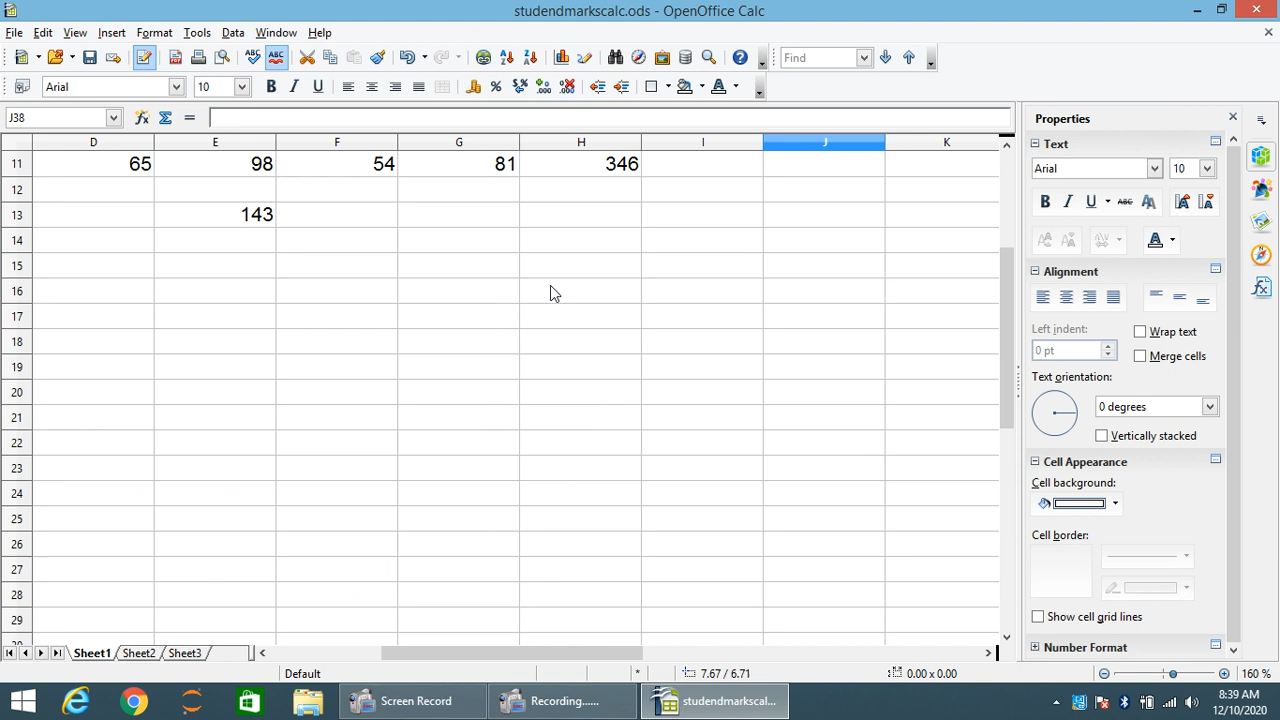 studendmarkscalc.ods - OpenOffice Calc
File Edit View Insert Format Tools Data Window Help
Find
Arial 10
J38
D E F G H I J K
11 65 98 54 81 346
12
13 143
14
15
16
17
18
19
20
21
22
23
24
25
26
27
28
29
Properties
Text
Arial 10
Alignment
Left indent:
Wrap text
0 pt
Merge cells
Text orientation:
0 degrees
Vertically stacked
Cell Appearance
Cell background:
Cell border:
Show cell grid lines
Number Format
Sheet1 Sheet2 Sheet3
Default * 7.67 / 6.71 0.00 x 0.00 160 %
Screen Record Recording...... studendmarkscal... 8:39 AM
12/10/2020